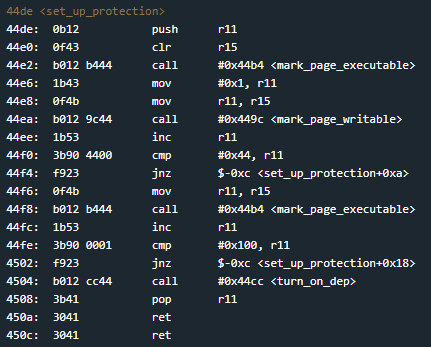 44de <set_up_protection>
44de: 0b12 push r11
44e0: 0f43 clr r15
44e2: b012 b444 call #0x44b4 <mark_page_executable>
44e6: 1b43 mov #0x1, r11
44e8: 0f4b mov r11, r15
44ea: b012 9c44 call #0x449c <mark_page_writable>
44ee: 1b53 inc r11
44f0: 3b90 4400 cmp #0x44, r11
44f4: f923 jnz $-0xc <set_up_protection+0xa>
44f6: 0f4b mov r11, r15
44f8: b012 b444 call #0x44b4 <mark_page_executable>
44fc: 1b53 inc r11
44fe: 3b90 0001 cmp #0x100, r11
4502: f923 jnz $-0xc <set_up_protection+0x18>
4504: b012 cc44 call #0x44cc <turn_on_dep>
4508: 3b41 pop r11
450a: 3041 ret
450c: 3041 ret